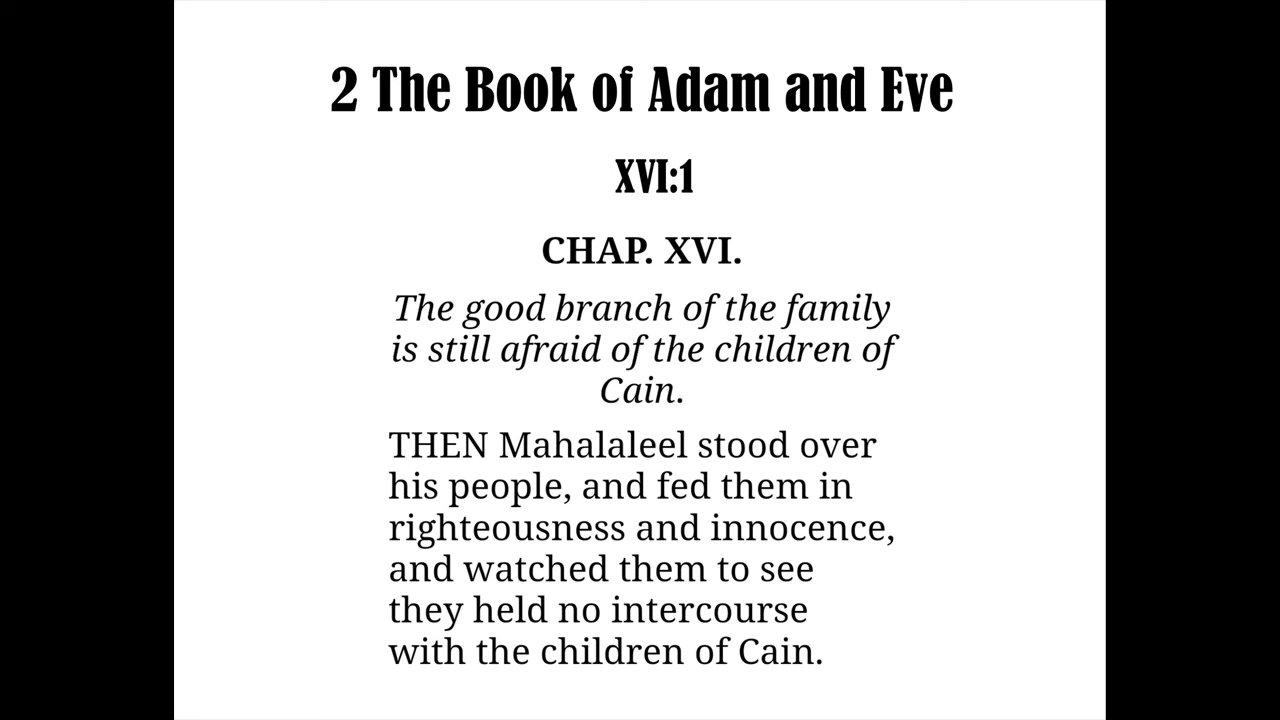 2 The Book of Adam and Eve
XVI:1
CHAP. XVI.
The good branch of the family
is still afraid of the children of
Cain.
THEN Mahalaleel stood over
his people, and fed them in
righteousness and innocence,
and watched them to see
they held no intercourse
with the children of Cain.